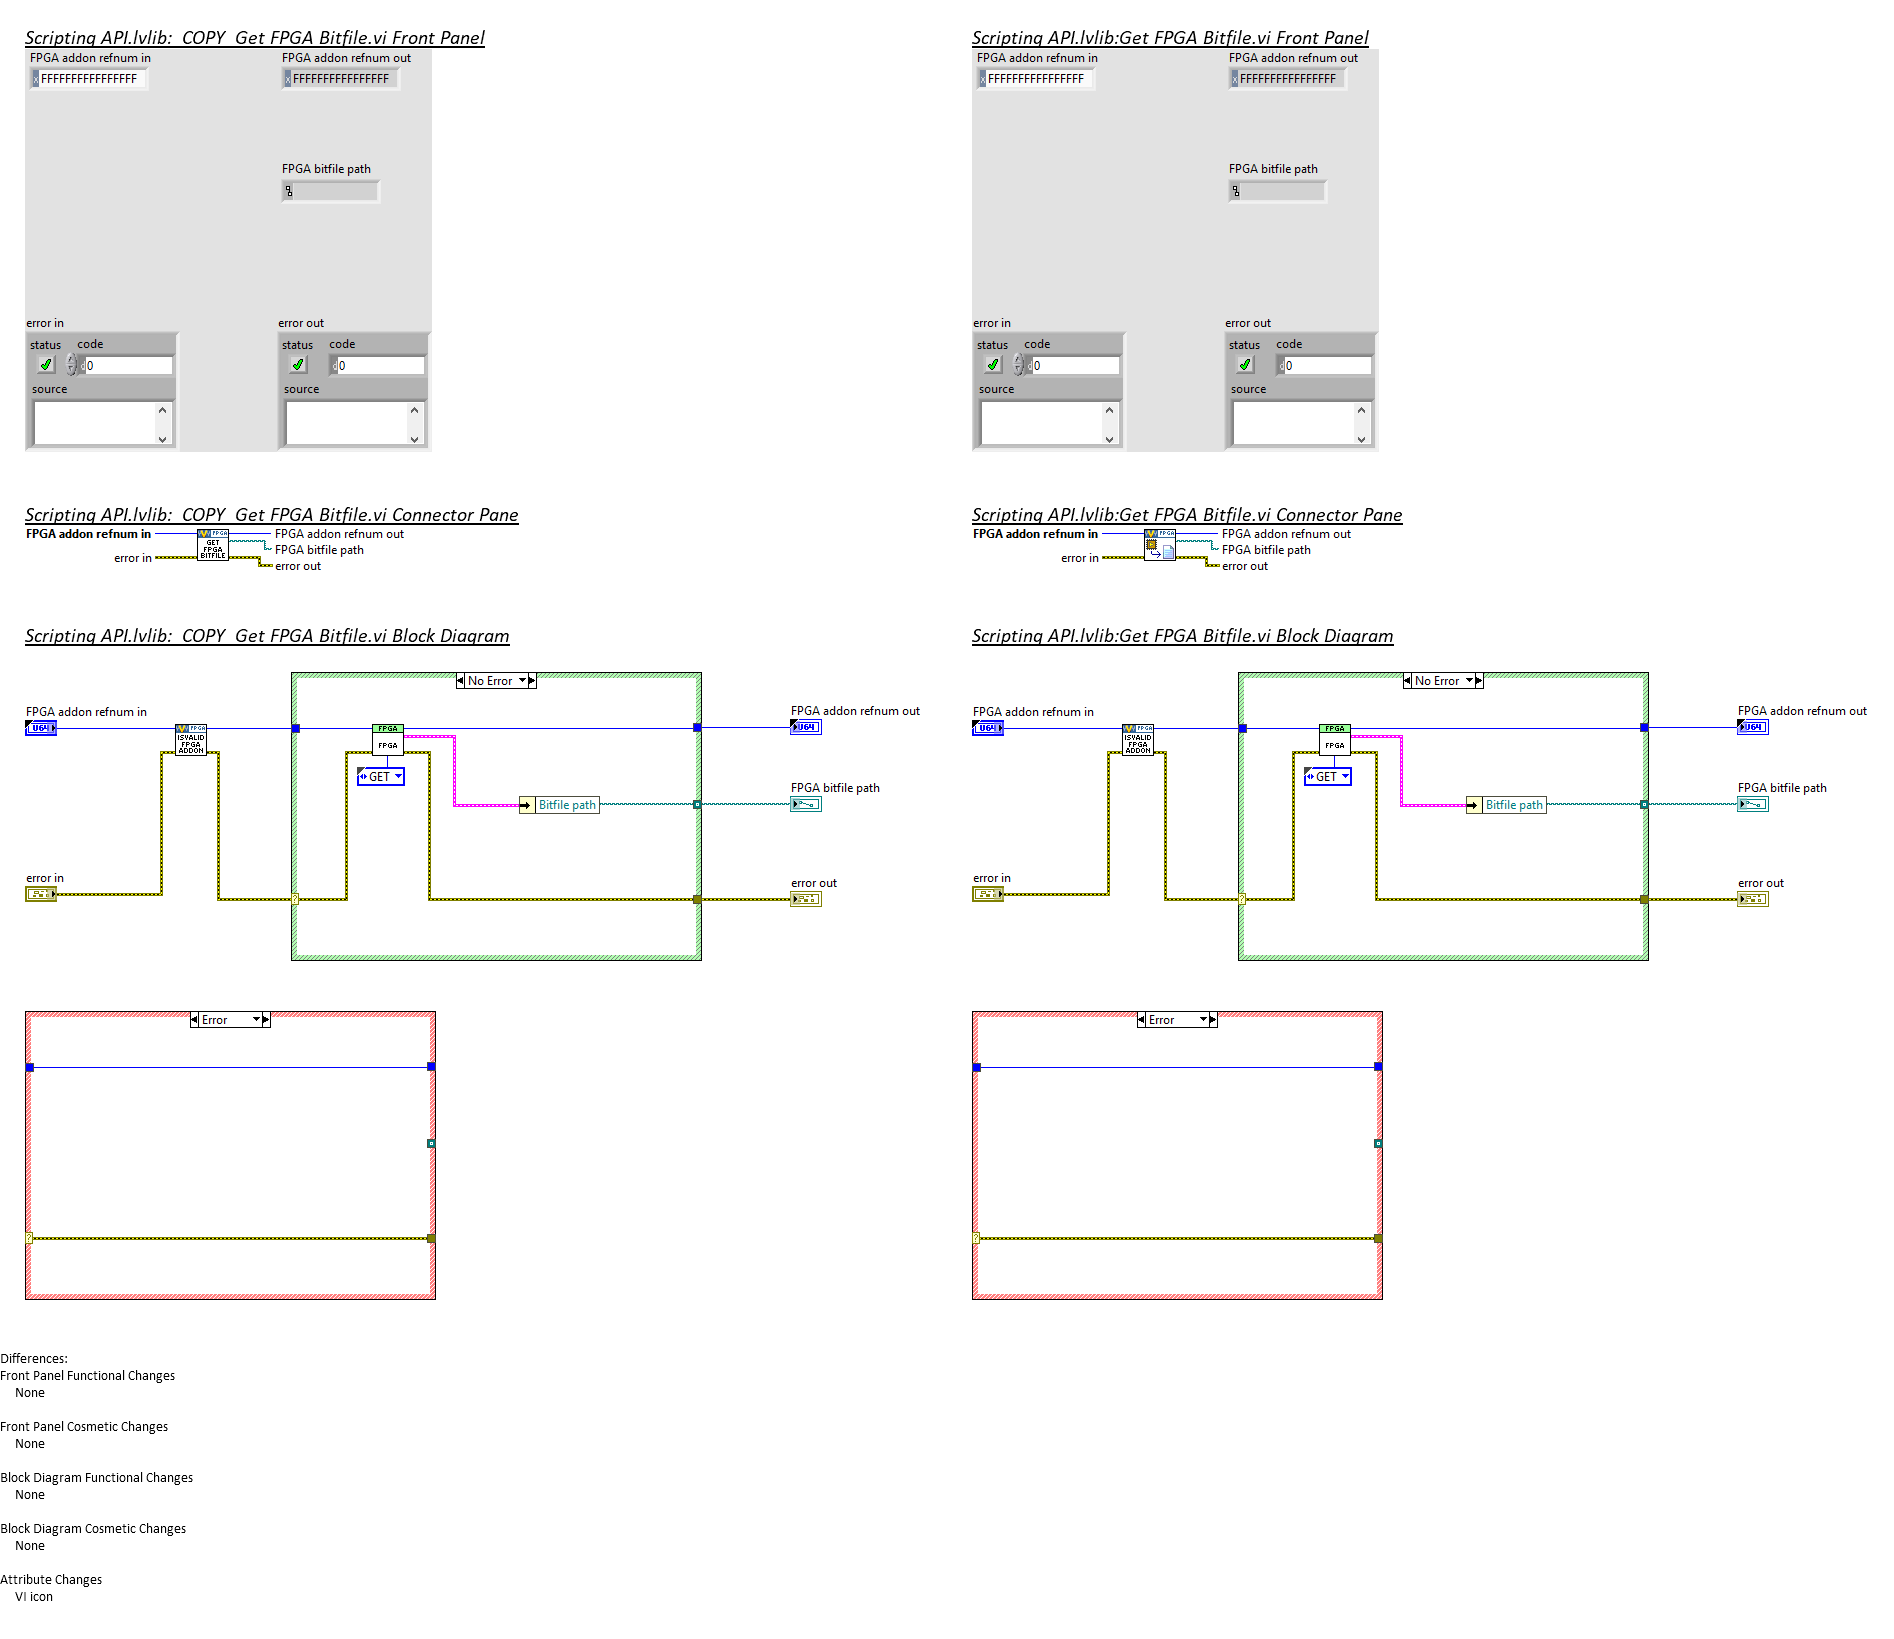 Scripting API.lvlib:_COPY_Get FPGA Bitfile.vi Front Panel
FPGA addon refnum in
FPGA addon refnum out
x FFFFFFFFFFFFFFFF
x FFFFFFFFFFFFFFFF
FPGA bitfile path
error in
error out
status code
status code
d 0
d 0
source
source
Scripting API.lvlib:Get FPGA Bitfile.vi Front Panel
FPGA addon refnum in
FPGA addon refnum out
x FFFFFFFFFFFFFFFF
x FFFFFFFFFFFFFFFF
FPGA bitfile path
error in
error out
status code
status code
d 0
d 0
source
source
Scripting API.lvlib:_COPY_Get FPGA Bitfile.vi Connector Pane
FPGA addon refnum in
FPGA
GET
FPGA
BITFILE
FPGA addon refnum out
FPGA bitfile path
error in
error out
Scripting API.lvlib:Get FPGA Bitfile.vi Connector Pane
FPGA addon refnum in
FPGA
FPGA addon refnum out
FPGA bitfile path
error in
error out
Scripting API.lvlib:_COPY_Get FPGA Bitfile.vi Block Diagram
No Error
FPGA addon refnum in
U64
FPGA
ISVALID
FPGA
ADDON
FPGA
FPGA
GET
Bitfile path
FPGA addon refnum out
U64
FPGA bitfile path
error in
?
error out
Error
?
Scripting API.lvlib:Get FPGA Bitfile.vi Block Diagram
No Error
FPGA addon refnum in
U64
FPGA
ISVALID
FPGA
ADDON
FPGA
FPGA
GET
Bitfile path
FPGA addon refnum out
U64
FPGA bitfile path
error in
?
error out
Error
?
Differences:
Front Panel Functional Changes
None
Front Panel Cosmetic Changes
None
Block Diagram Functional Changes
None
Block Diagram Cosmetic Changes
None
Attribute Changes
VI icon